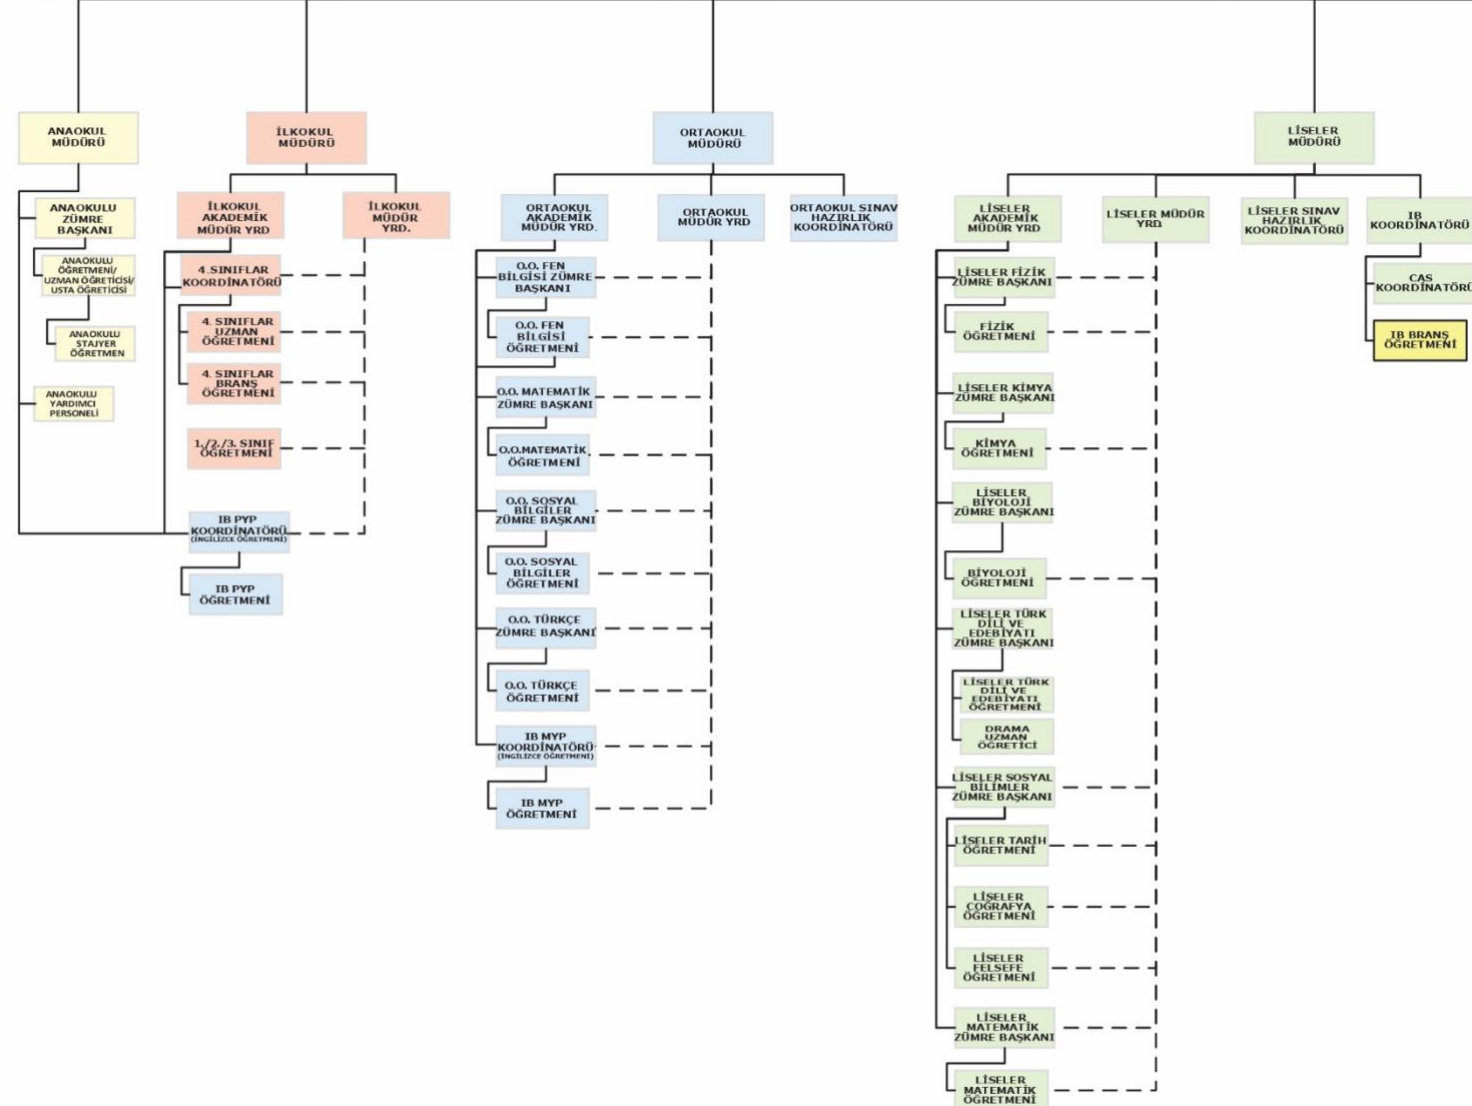 ANAOKUL
MÜDÜRÜ
ANAOKULU
ZÜMRE
BAŞKANI
ANAOKULU
ÖĞRETMENİ/
UZMAN ÖĞRETİCİSİ/
USTA ÖĞRETİCİSİ
ANAOKULU
STAJYER
ÖĞRETMEN
ANAOKULU
YARDIMCI
PERSONELİ
İLKOKUL
MÜDÜRÜ
İLKOKUL
AKADEMİK
MÜDÜR YRD
İLKOKUL
MÜDÜR
YRD.
4.SINIFLAR
KOORDİNATÖRÜ
4. SINIFLAR
UZMAN
ÖĞRETMENİ
4. SINIFLAR
BRANŞ
ÖĞRETMENİ
1./2./3. SINIF
ÖĞRETMENİ
IB PYP
KOORDİNATÖRÜ
(İNGİLİZCE ÖĞRETMENİ)
IB PYP
ÖĞRETMENİ
ORTAOKUL
MÜDÜRÜ
ORTAOKUL
AKADEMİK
MÜDÜR YRD.
ORTAOKUL
MÜDÜR YRD
ORTAOKUL SINAV
HAZIRLIK
KOORDİNATÖRÜ
O.O. FEN
BİLGİSİ ZÜMRE
BAŞKANI
O.O. FEN
BİLGİSİ
ÖĞRETMENİ
O.O. MATEMATİK
ZÜMRE BAŞKANI
O.O.MATEMATİK
ÖĞRETMENİ
O.O. SOSYAL
BİLGİLER
ZÜMRE BAŞKANI
O.O. SOSYAL
BİLGİLER
ÖĞRETMENİ
O.O. TÜRKÇE
ZÜMRE BAŞKANI
O.O. TÜRKÇE
ÖĞRETMENİ
IB MYP
KOORDİNATÖRÜ
(İNGİLİZCE ÖĞRETMENİ)
IB MYP
ÖĞRETMENİ
LİSELER
MÜDÜRÜ
LİSELER
AKADEMİK
MÜDÜR YRD
LİSELER MÜDÜR
YRD.
LİSELER SINAV
HAZIRLIK
KOORDİNATÖRÜ
IB
KOORDİNATÖRÜ
LİSELER FİZİK
ZÜMRE BAŞKANI
FİZİK
ÖĞRETMENİ
LİSELER KİMYA
ZÜMRE BAŞKANI
KİMYA
ÖĞRETMENİ
LİSELER
BİYOLOJİ
ZÜMRE BAŞKANI
BİYOLOJİ
ÖĞRETMENİ
LİSELER TÜRK
DİLİ VE
EDEBİYATI
ZÜMRE BAŞKANI
LİSELER TÜRK
DİLİ VE
EDEBİYATI
ÖĞRETMENİ
DRAMA
UZMAN
ÖĞRETİCİ
LİSELER SOSYAL
BİLİMLER
ZÜMRE BAŞKANI
LİSELER TARİH
ÖĞRETMENİ
LİSELER
COĞRAFYA
ÖĞRETMENİ
LİSELER
FELSEFE
ÖĞRETMENİ
LİSELER
MATEMATİK
ZÜMRE BAŞKANI
LİSELER
MATEMATİK
ÖĞRETMENİ
CAS
KOORDİNATÖRÜ
IB BRANŞ
ÖĞRETMENİ